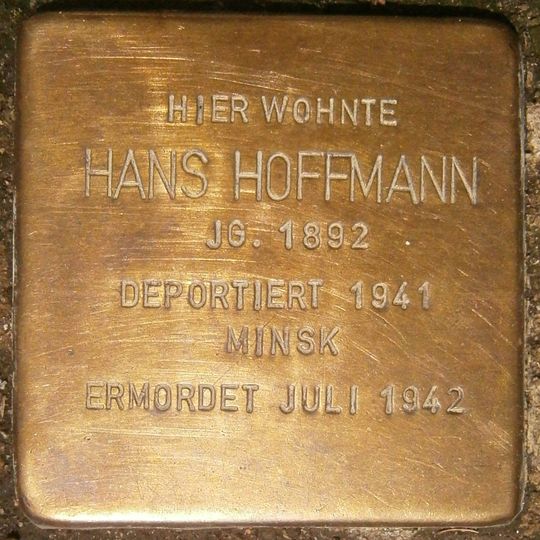 HIER WOHNTE
HANS HOFFMANN
JG. 1892
DEPORTIERT 1941
MINSK
ERMORDET JULI 1942